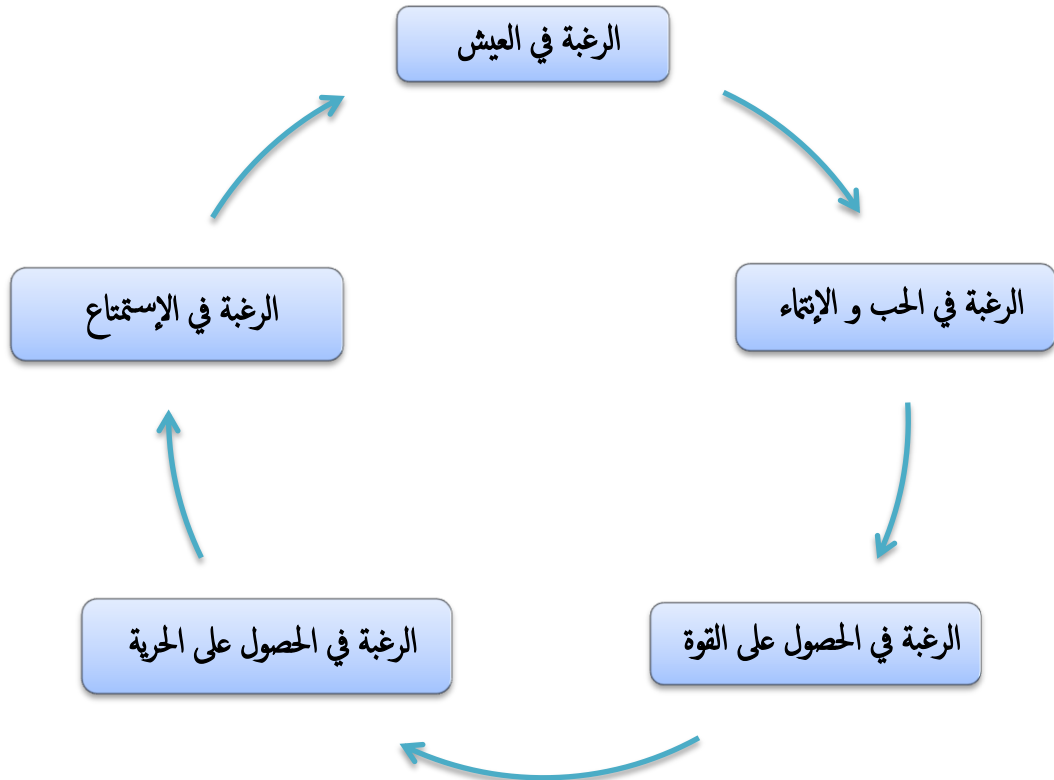 الرغبة في العيش
الرغبة في الحب و الإنتماء
الرغبة في الحصول على القوة
الرغبة في الحصول على الحرية
الرغبة في الإستمتاع